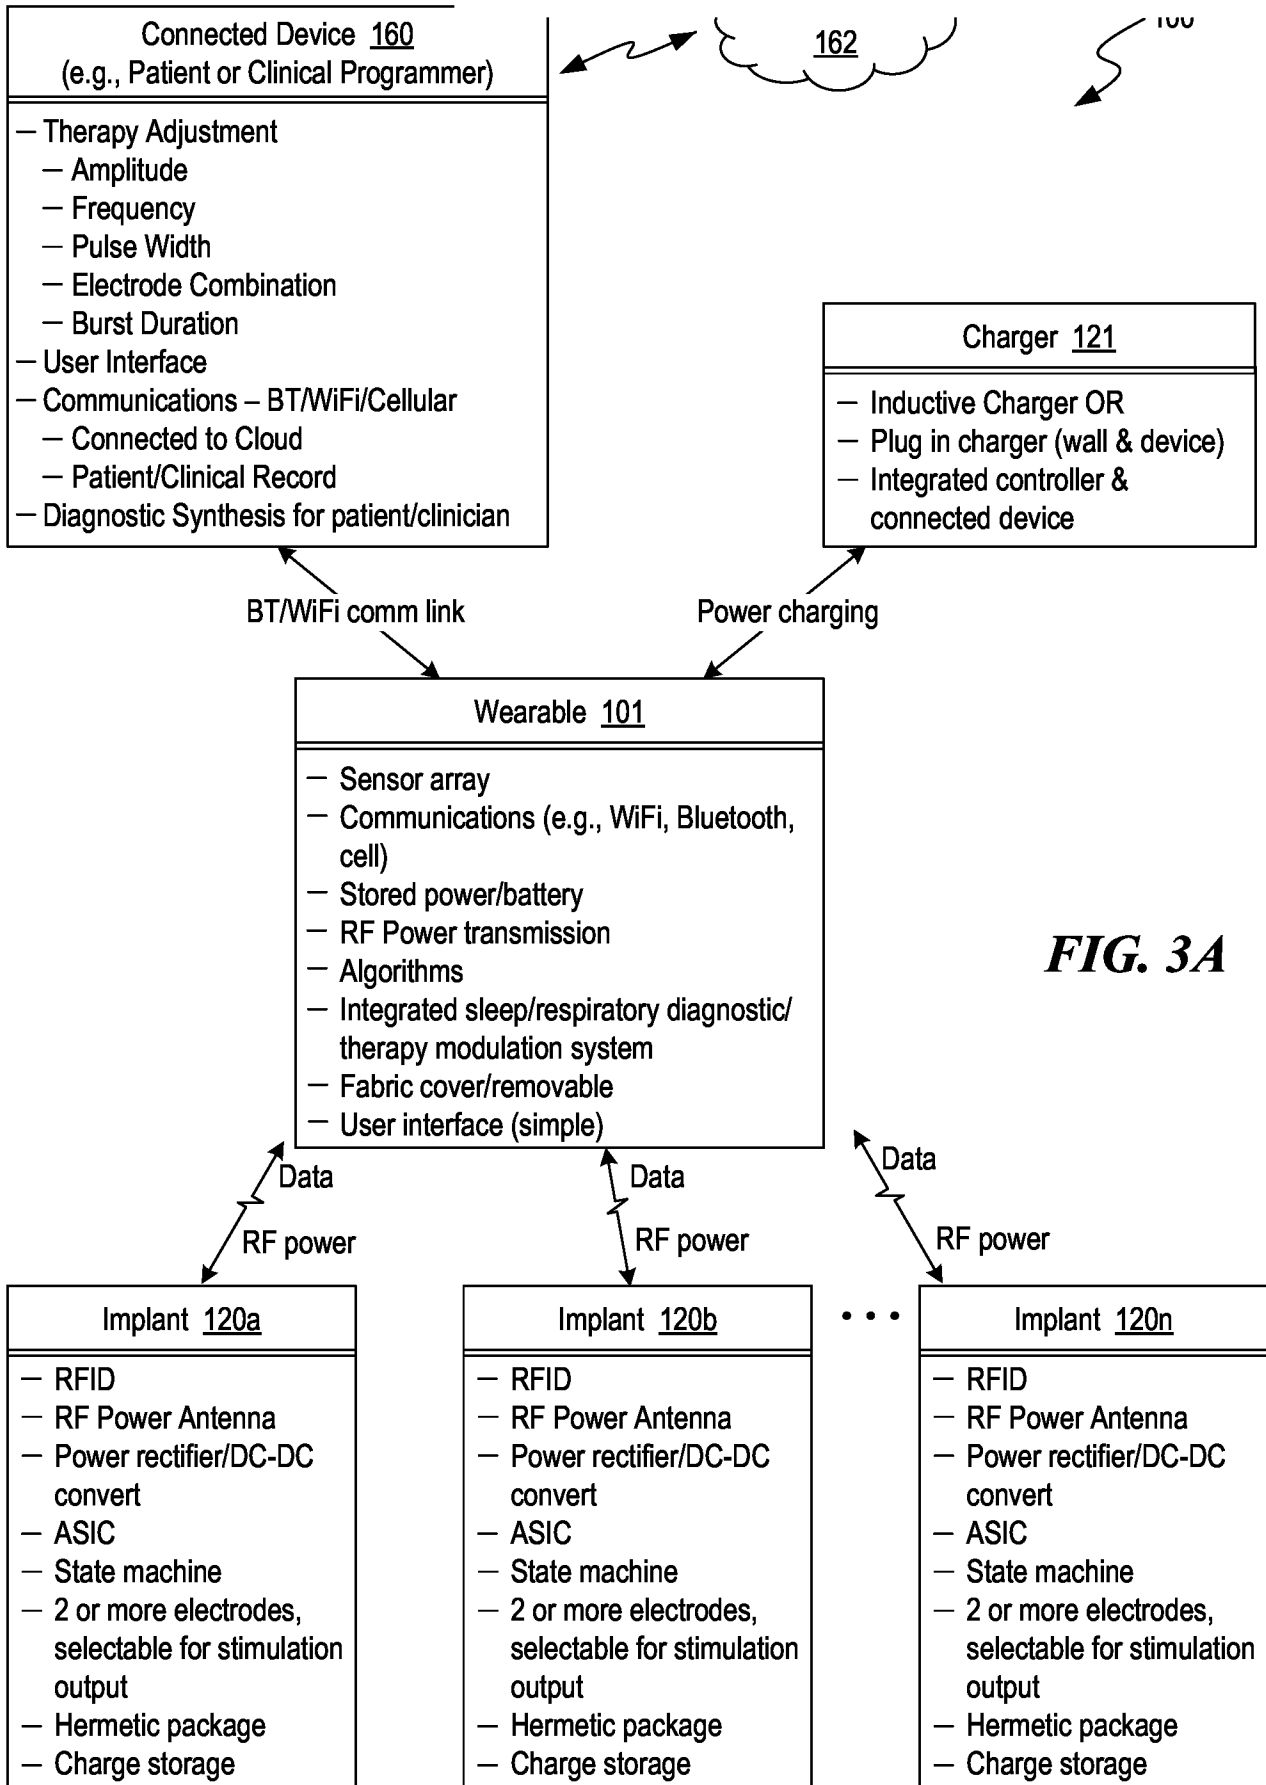 Connected Device 160
(e.g., Patient or Clinical Programmer)
– Therapy Adjustment
– Amplitude
– Frequency
– Pulse Width
– Electrode Combination
– Burst Duration
– User Interface
– Communications – BT/WiFi/Cellular
– Connected to Cloud
– Patient/Clinical Record
– Diagnostic Synthesis for patient/clinician
162
Charger 121
– Inductive Charger OR
– Plug in charger (wall & device)
– Integrated controller &
connected device
BT/WiFi comm link
Power charging
Wearable 101
– Sensor array
– Communications (e.g., WiFi, Bluetooth,
cell)
– Stored power/battery
– RF Power transmission
– Algorithms
– Integrated sleep/respiratory diagnostic/
therapy modulation system
– Fabric cover/removable
– User interface (simple)
FIG. 3A
Data
RF power
Data
RF power
Data
RF power
Implant 120a
– RFID
– RF Power Antenna
– Power rectifier/DC-DC
convert
– ASIC
– State machine
– 2 or more electrodes,
selectable for stimulation
output
– Hermetic package
– Charge storage
Implant 120b
– RFID
– RF Power Antenna
– Power rectifier/DC-DC
convert
– ASIC
– State machine
– 2 or more electrodes,
selectable for stimulation
output
– Hermetic package
– Charge storage
• • •
Implant 120n
– RFID
– RF Power Antenna
– Power rectifier/DC-DC
convert
– ASIC
– State machine
– 2 or more electrodes,
selectable for stimulation
output
– Hermetic package
– Charge storage